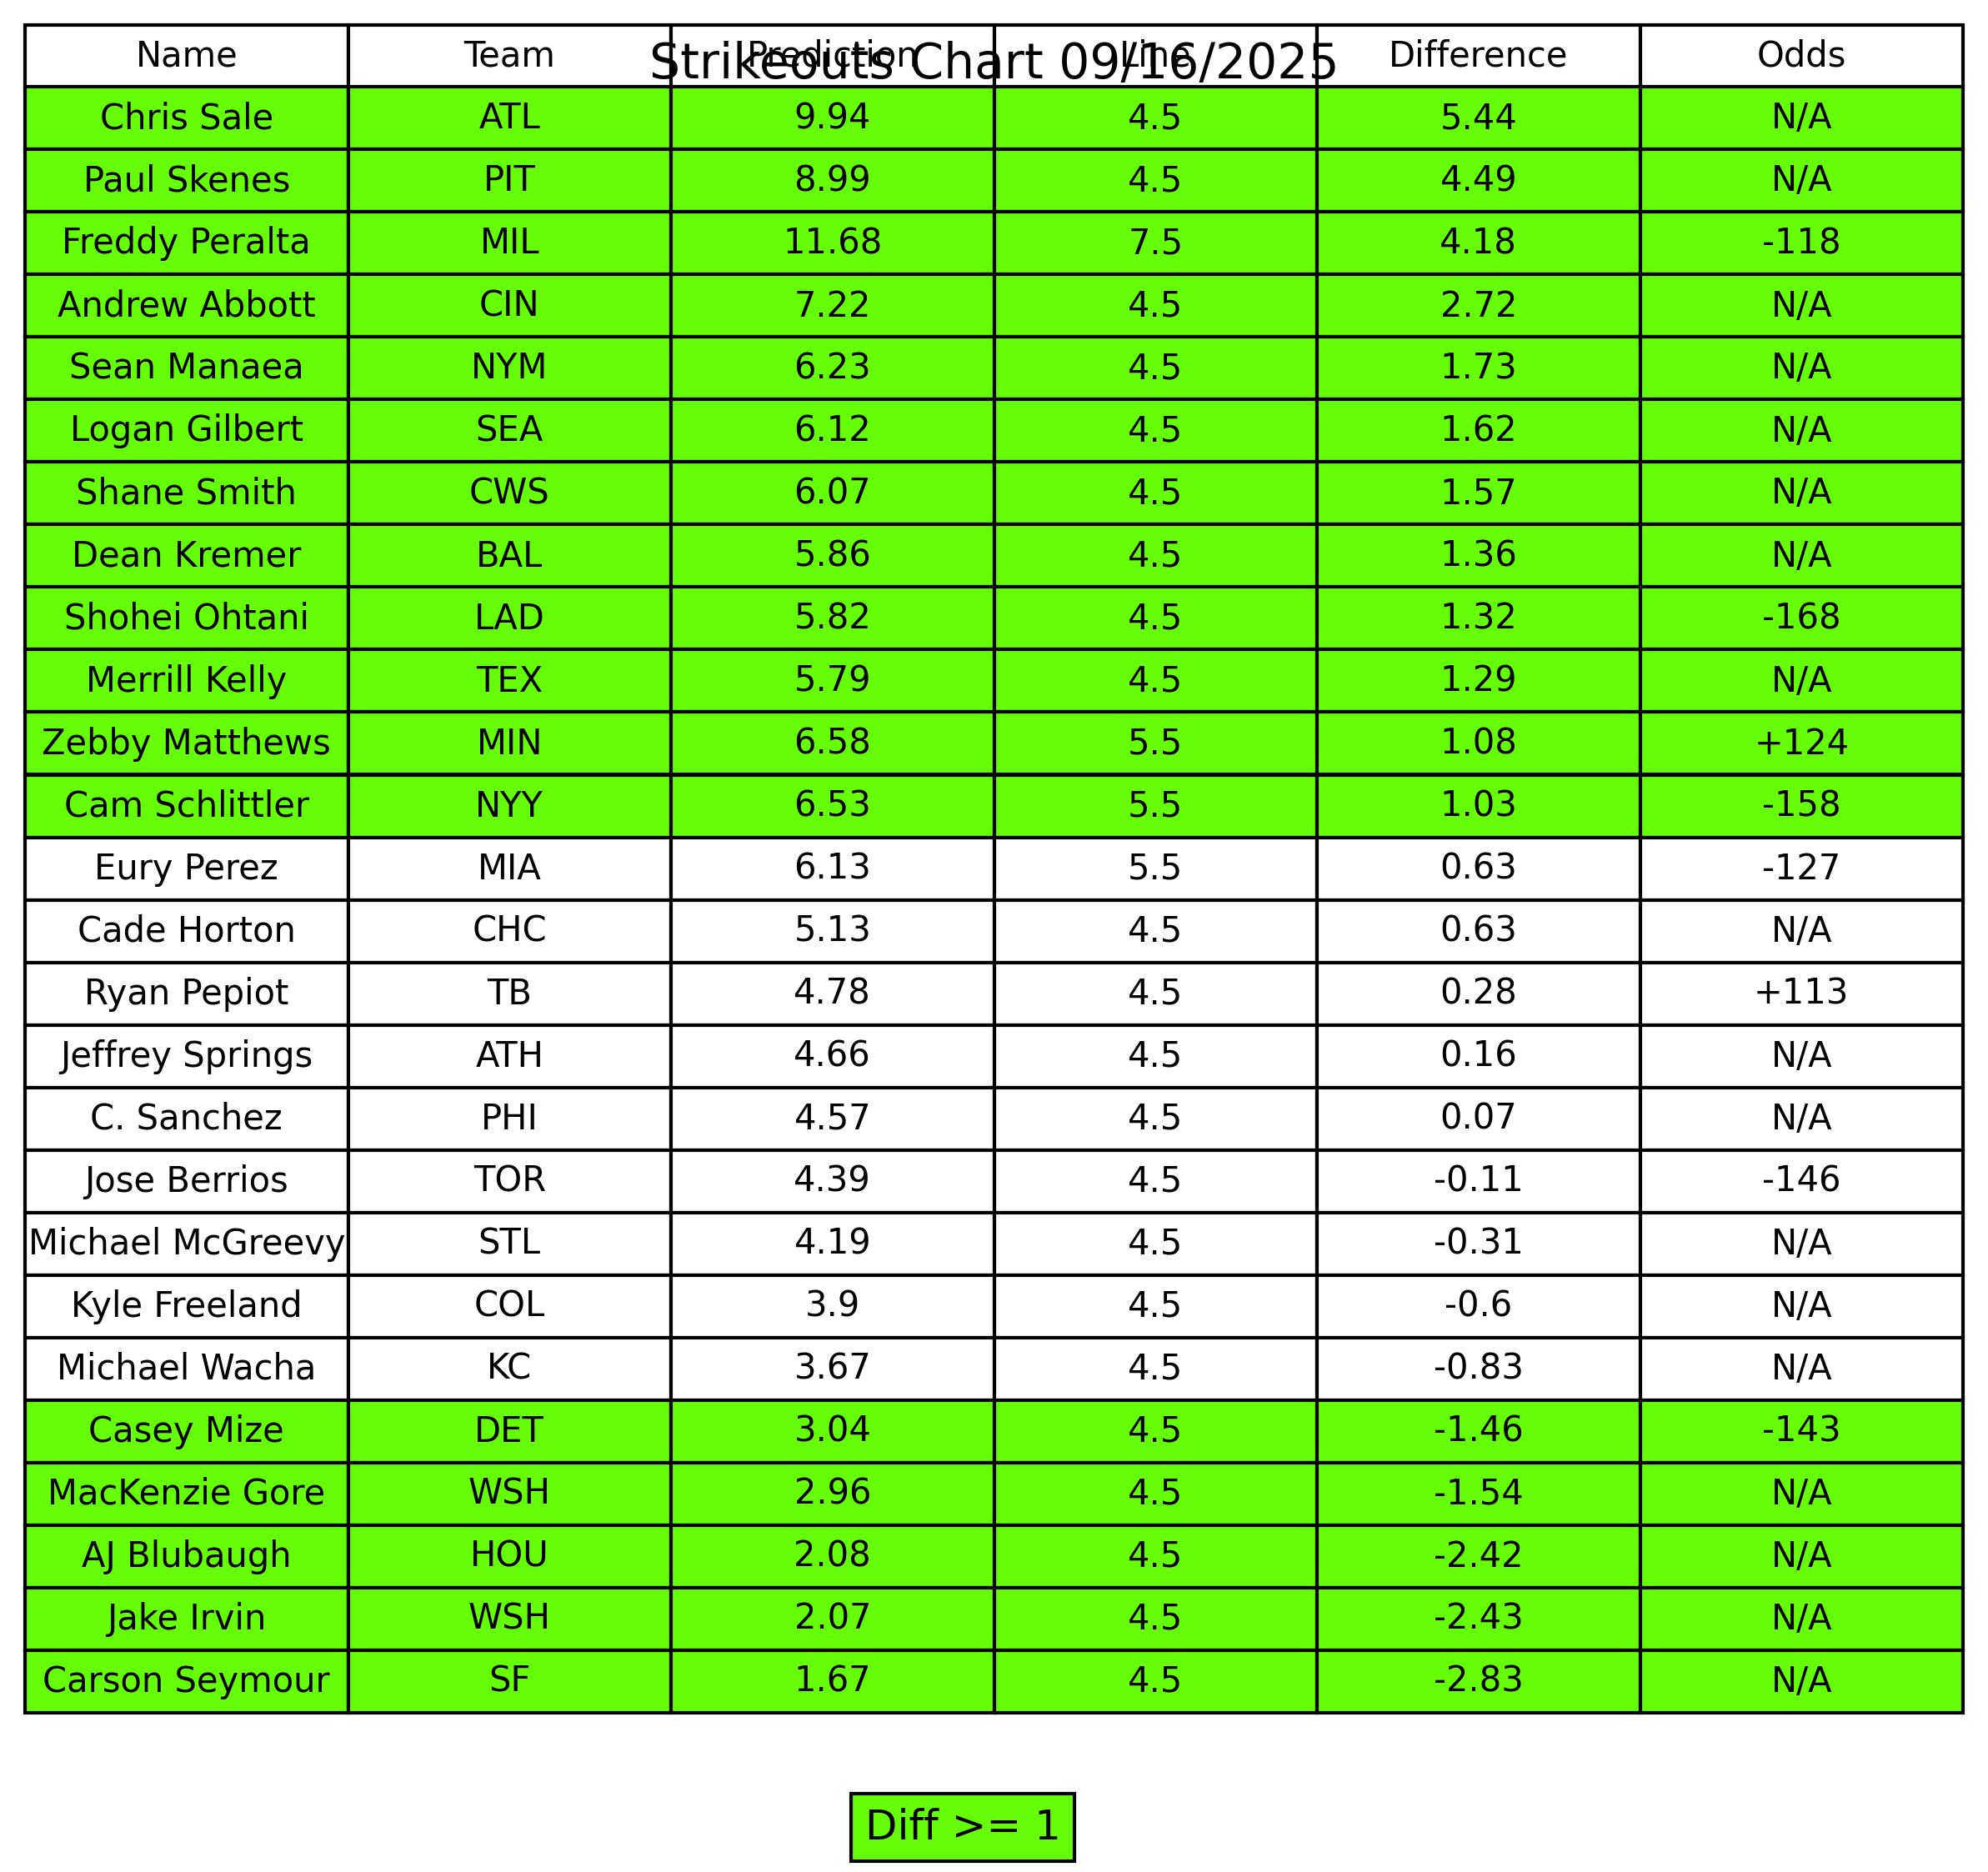 Strikeouts Chart 09/16/2025
Name Team Prediction Line Difference Odds
Chris Sale ATL 9.94 4.5 5.44 N/A
Paul Skenes PIT 8.99 4.5 4.49 N/A
Freddy Peralta MIL 11.68 7.5 4.18 -118
Andrew Abbott CIN 7.22 4.5 2.72 N/A
Sean Manaea NYM 6.23 4.5 1.73 N/A
Logan Gilbert SEA 6.12 4.5 1.62 N/A
Shane Smith CWS 6.07 4.5 1.57 N/A
Dean Kremer BAL 5.86 4.5 1.36 N/A
Shohei Ohtani LAD 5.82 4.5 1.32 -168
Merrill Kelly TEX 5.79 4.5 1.29 N/A
Zebby Matthews MIN 6.58 5.5 1.08 +124
Cam Schlittler NYY 6.53 5.5 1.03 -158
Eury Perez MIA 6.13 5.5 0.63 -127
Cade Horton CHC 5.13 4.5 0.63 N/A
Ryan Pepiot TB 4.78 4.5 0.28 +113
Jeffrey Springs ATH 4.66 4.5 0.16 N/A
C. Sanchez PHI 4.57 4.5 0.07 N/A
Jose Berrios TOR 4.39 4.5 -0.11 -146
Michael McGreevy STL 4.19 4.5 -0.31 N/A
Kyle Freeland COL 3.9 4.5 -0.6 N/A
Michael Wacha KC 3.67 4.5 -0.83 N/A
Casey Mize DET 3.04 4.5 -1.46 -143
MacKenzie Gore WSH 2.96 4.5 -1.54 N/A
AJ Blubaugh HOU 2.08 4.5 -2.42 N/A
Jake Irvin WSH 2.07 4.5 -2.43 N/A
Carson Seymour SF 1.67 4.5 -2.83 N/A
Diff >= 1